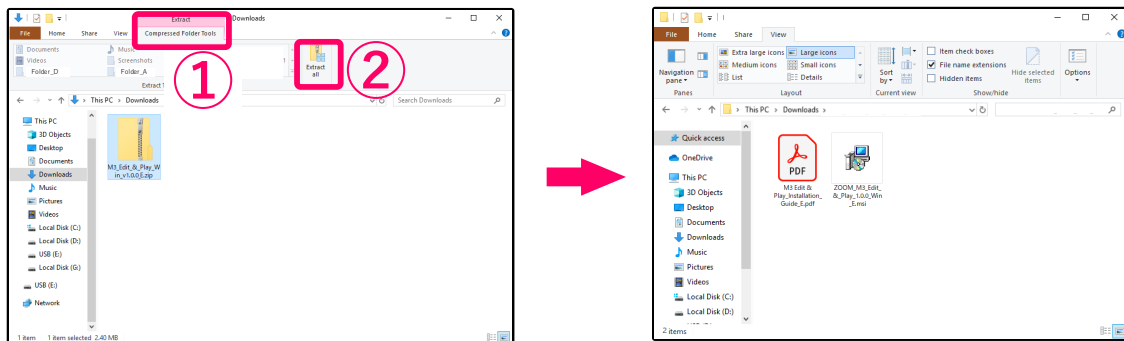 Extract
Downloads
File Home Share View Compressed Folder Tools
Documents Music
Videos Screenshots
Folder_D Folder_A
Extract
all
①
②
This PC > Downloads
Search Downloads
This PC
3D Objects
Desktop
Documents
Downloads
Music
Pictures
Videos
Local Disk (C:)
Local Disk (D:)
USB (E:)
Local Disk (G:)
USB (E:)
Network
M3_Edit_&_Play_W
in_v1.0.0_E.zip
1 item 1 item selected 2.40 MB
File Home Share View
Navigation
pane
Panes
Extra large icons Large icons
Medium icons Small icons
List Details
Layout
Sort
by
Current view
Item check boxes
File name extensions
Hidden items
Hide selected
items
Show/hide
Options
This PC > Downloads >
Quick access
OneDrive
This PC
3D Objects
Desktop
Documents
Downloads
Music
Pictures
Videos
Local Disk (C:)
Local Disk (D:)
PDF
M3 Edit &
Play_Installation_
Guide_E.pdf
ZOOM_M3_Edit_
&_Play_1.0.0_Win
_E.msi
2 items